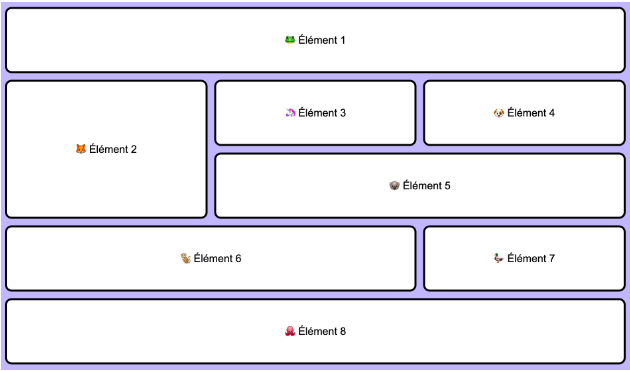 🐸 Élément 1
🦊 Élément 2
🦄 Élément 3
🐶 Élément 4
🐨 Élément 5
🐿️ Élément 6
🦆 Élément 7
🐙 Élément 8